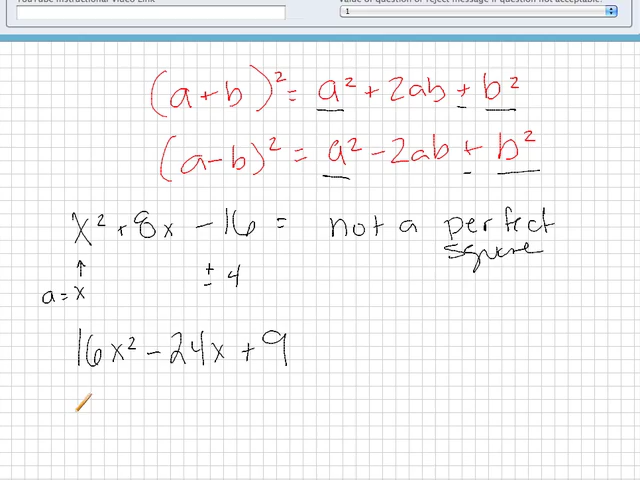 YouTube Instructional Video Link
Value of question or reject message if question not acceptable.
1
(a+b)² = a² + 2ab + b²
(a-b)² = a² - 2ab + b²
x² + 8x - 16 = not a perfect
square
↑
a = x
± 4
16x² - 24x + 9